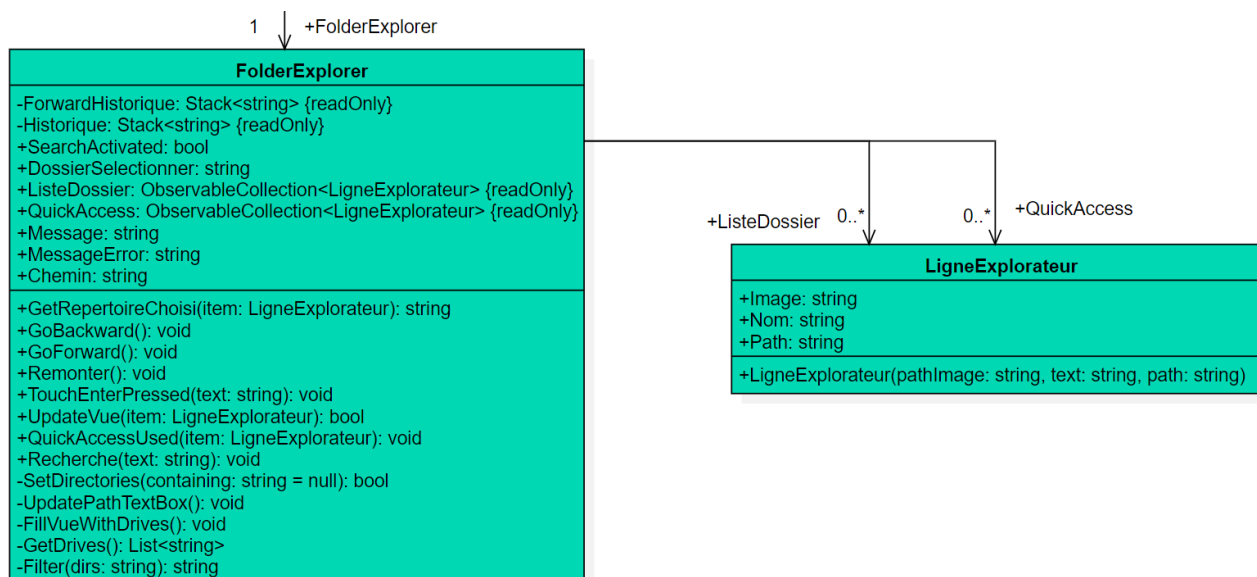 1 +FolderExplorer
FolderExplorer
-ForwardHistorique: Stack<string> {readOnly}
-Historique: Stack<string> {readOnly}
+SearchActivated: bool
+DossierSelectionner: string
+ListeDossier: ObservableCollection<LigneExplorateur> {readOnly}
+QuickAccess: ObservableCollection<LigneExplorateur> {readOnly}
+Message: string
+MessageError: string
+Chemin: string
+GetRepertoireChoisi(item: LigneExplorateur): string
+GoBackward(): void
+GoForward(): void
+Remonter(): void
+TouchEnterPressed(text: string): void
+UpdateVue(item: LigneExplorateur): bool
+QuickAccessUsed(item: LigneExplorateur): void
+Recherche(text: string): void
-SetDirectories(containing: string = null): bool
-UpdatePathTextBox(): void
-FillVueWithDrives(): void
-GetDrives(): List<string>
-Filter(dirs: string): string
+ListeDossier 0..* 0..* +QuickAccess
LigneExplorateur
+Image: string
+Nom: string
+Path: string
+LigneExplorateur(pathImage: string, text: string, path: string)